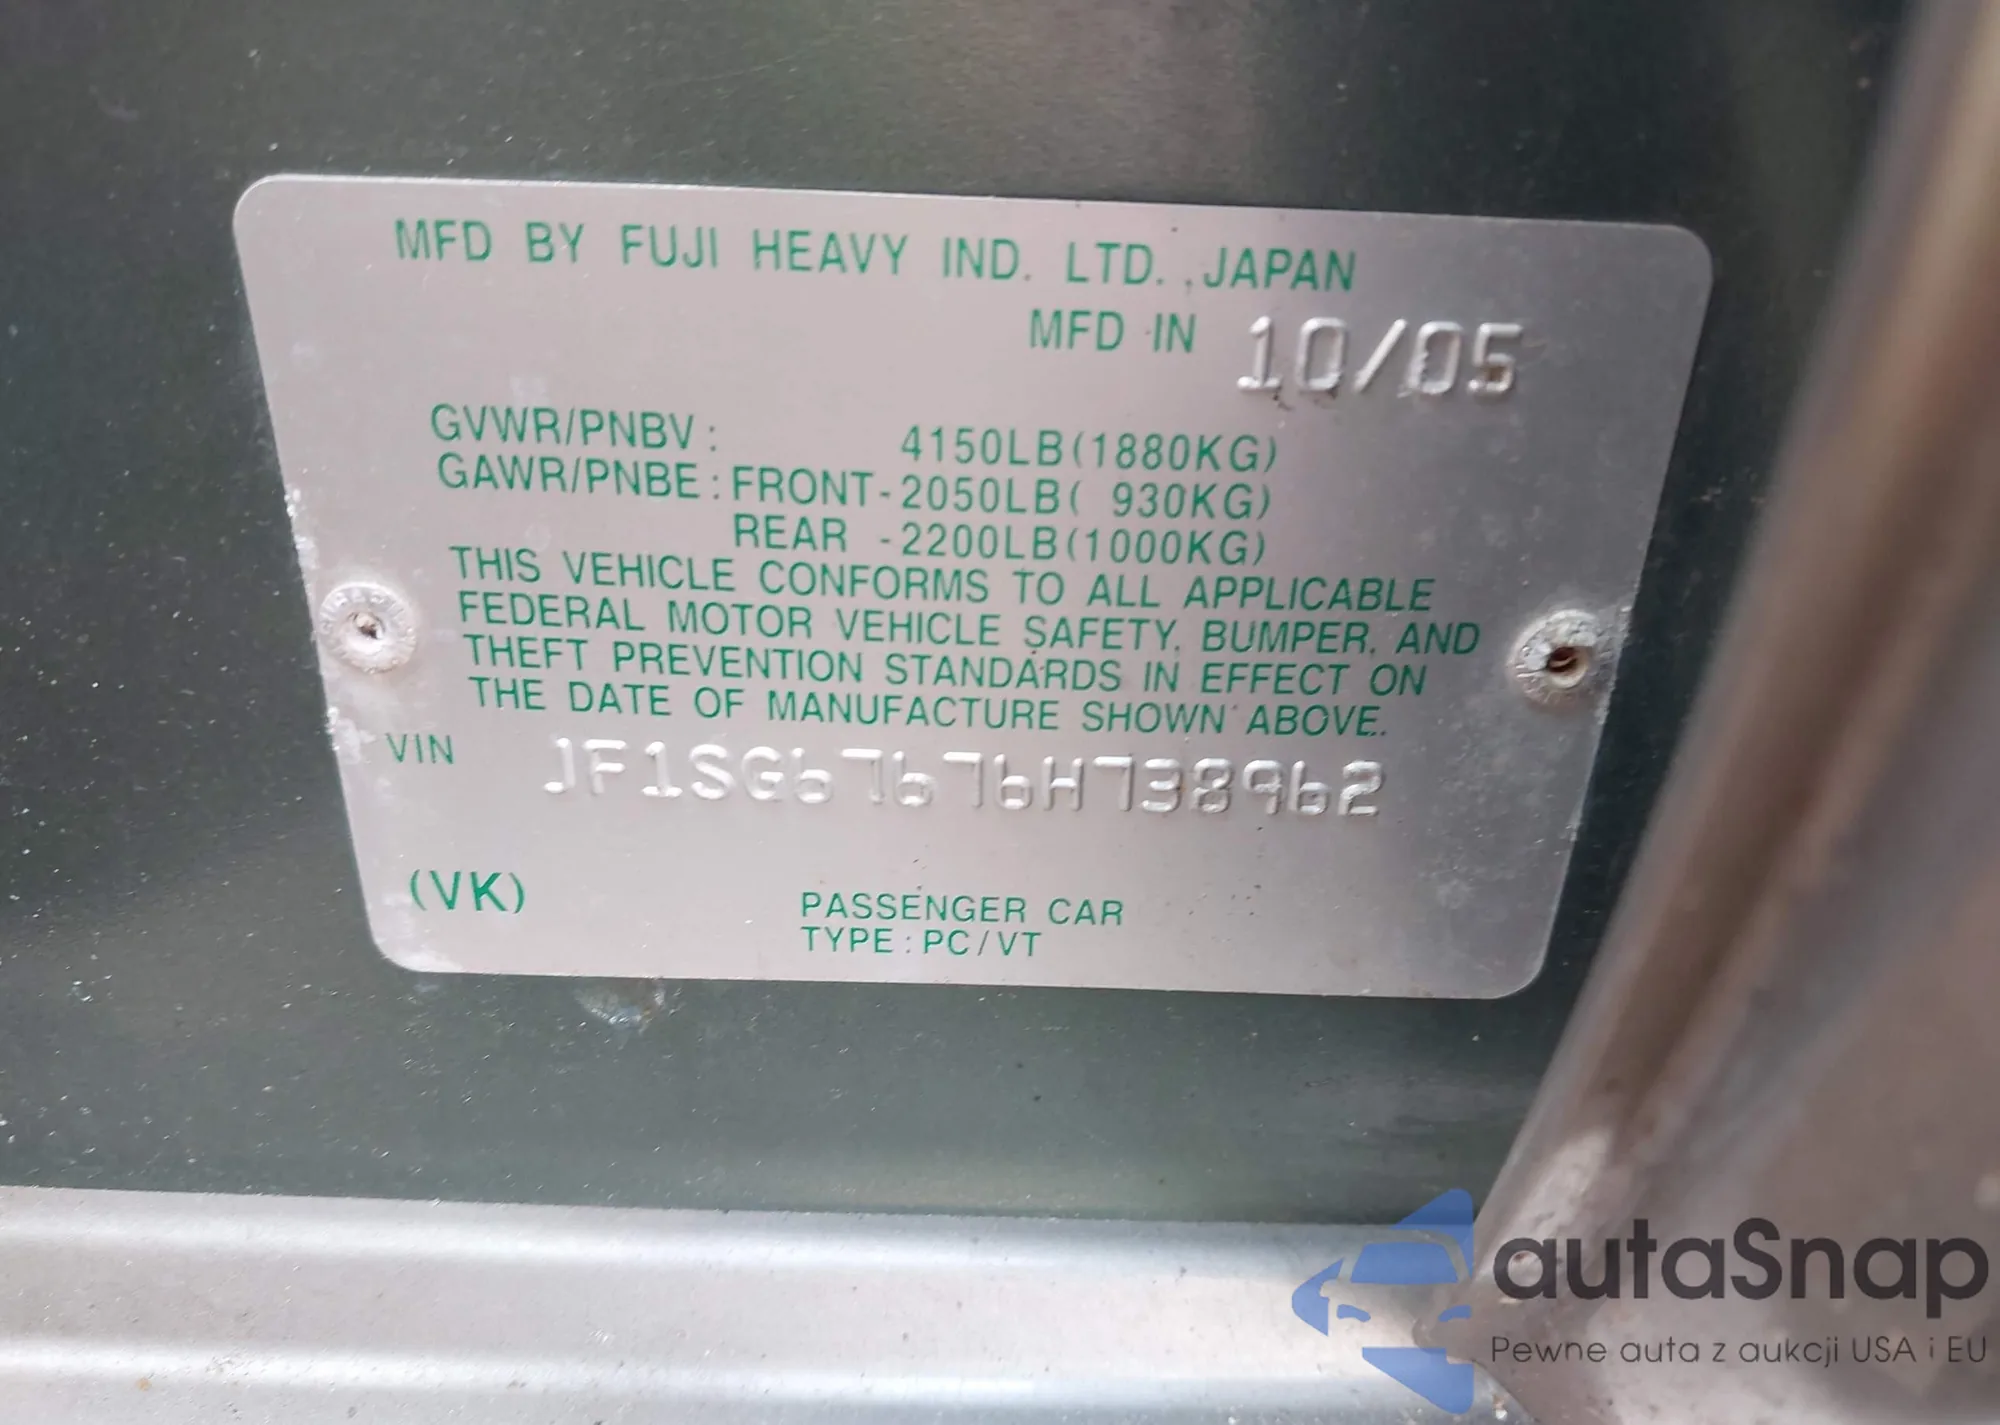 MFD BY FUJI HEAVY IND. LTD., JAPAN
MFD IN 10/05
GVWR/PNBV: 4150LB(1880KG)
GAWR/PNBE: FRONT-2050LB( 930KG)
REAR -2200LB(1000KG)
THIS VEHICLE CONFORMS TO ALL APPLICABLE
FEDERAL MOTOR VEHICLE SAFETY, BUMPER, AND
THEFT PREVENTION STANDARDS IN EFFECT ON
THE DATE OF MANUFACTURE SHOWN ABOVE.
VIN JF1SG67676H738962
(VK)
PASSENGER CAR
TYPE: PC/VT
autaSnap
Pewne auta z aukcji USA i EU